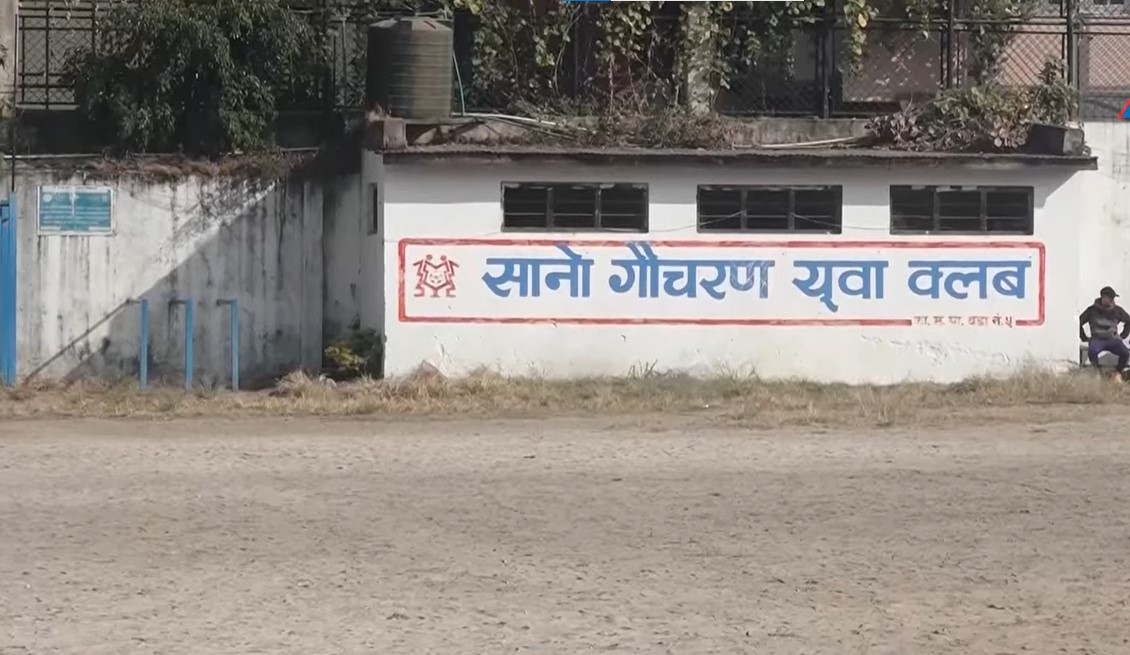 सानो गौचरण युवा क्लब
का. म. पा. वडा नं. ५